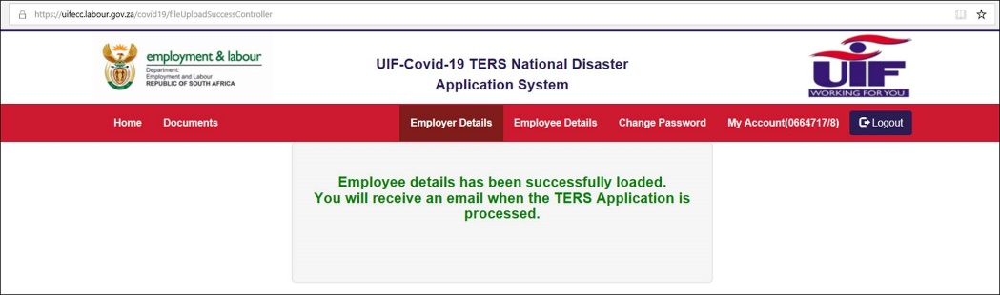 https://uifecc.labour.gov.za/covid19/fileUploadSuccessController
employment & labour
Department:
Employment and Labour
REPUBLIC OF SOUTH AFRICA
UIF-Covid-19 TERS National Disaster
Application System
UIF
WORKING FOR YOU
Home Documents Employer Details Employee Details Change Password My Account(0664717/8) Logout
Employee details has been successfully loaded.
You will receive an email when the TERS Application is
processed.